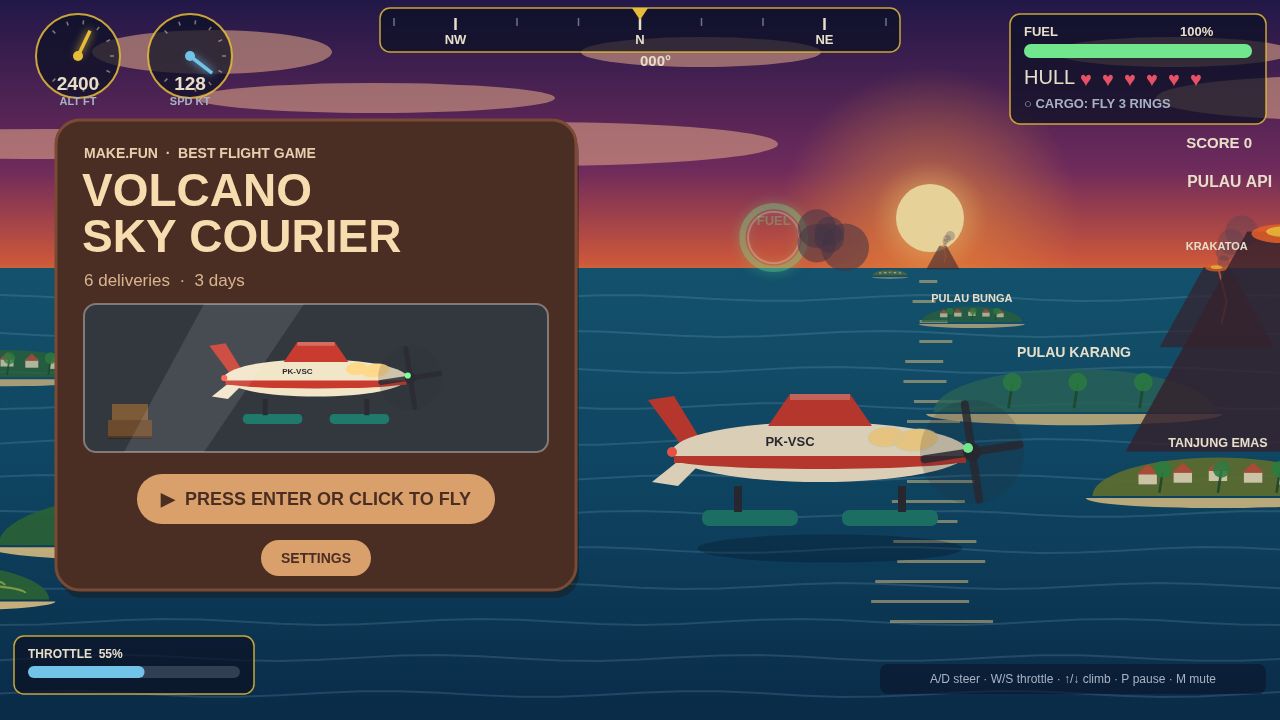 NW
N
NE
000°
2400
ALT FT
128
SPD KT
FUEL
100%
HULL ♥ ♥ ♥ ♥ ♥ ♥
○ CARGO: FLY 3 RINGS
SCORE 0
PULAU API
MAKE.FUN · BEST FLIGHT GAME
VOLCANO
SKY COURIER
6 deliveries · 3 days
PK-VSC
▶ PRESS ENTER OR CLICK TO FLY
SETTINGS
FUEL
KRAKATOA
PULAU BUNGA
PULAU KARANG
TANJUNG EMAS
PK-VSC
THROTTLE 55%
A/D steer · W/S throttle · ↑/↓ climb · P pause · M mute